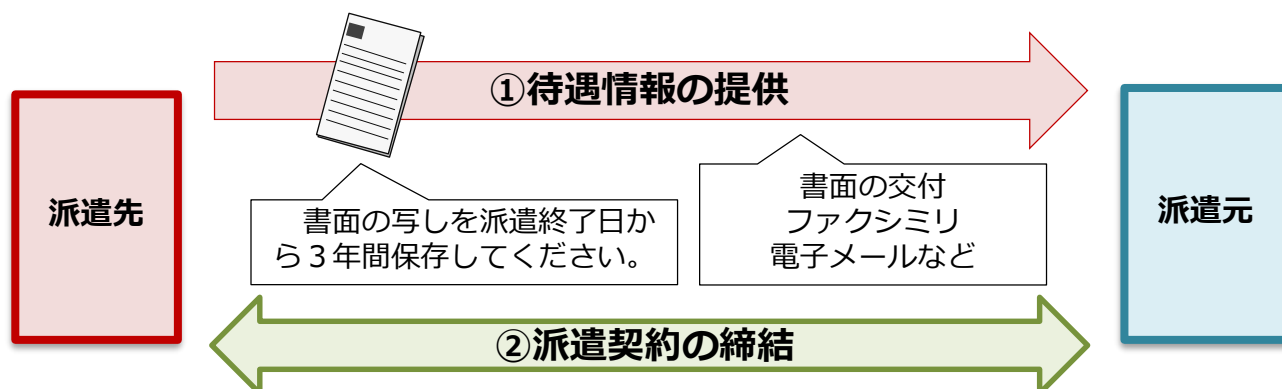 ①待遇情報の提供
派遣先
書面の写しを派遣終了日か
ら３年間保存してください。
書面の交付
ファクシミリ
電子メールなど
派遣元
②派遣契約の締結